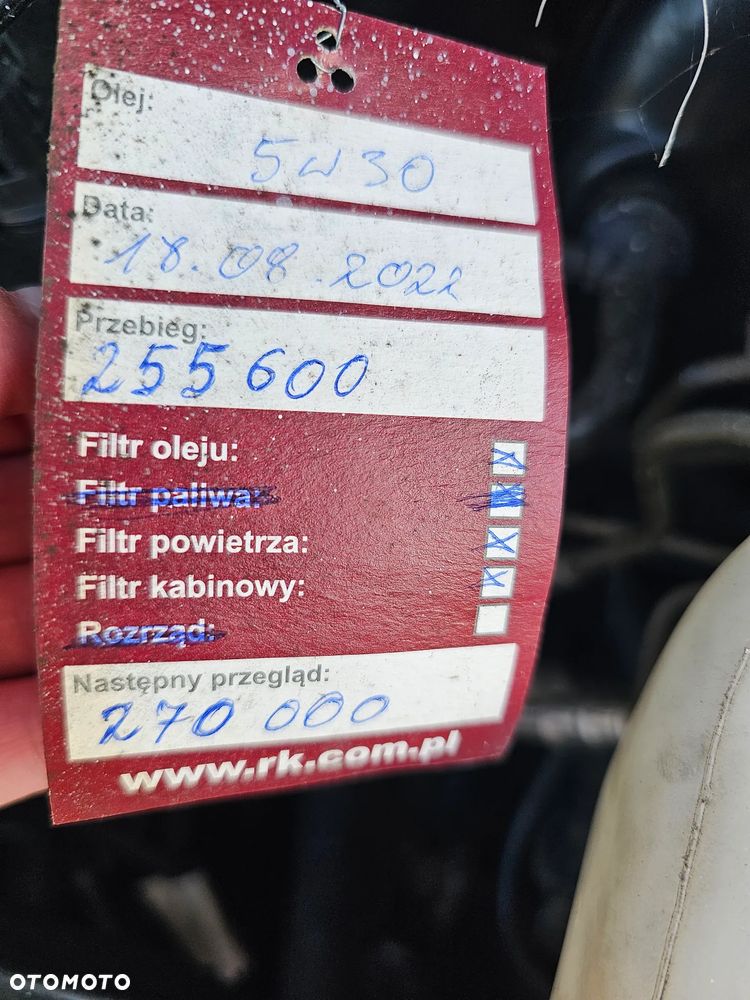 Olej:
5w30
Data:
18.08.2022
Przebieg:
255600
Filtr oleju:
Filtr paliwa:
Filtr powietrza:
Filtr kabinowy:
Rozrząd:
Następny przegląd:
270 000
www.rk.com.pl
OTOMOTO